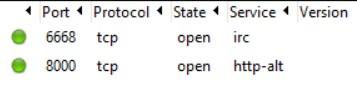 Port Protocol State Service Version
6668 tcp open irc
8000 tcp open http-alt